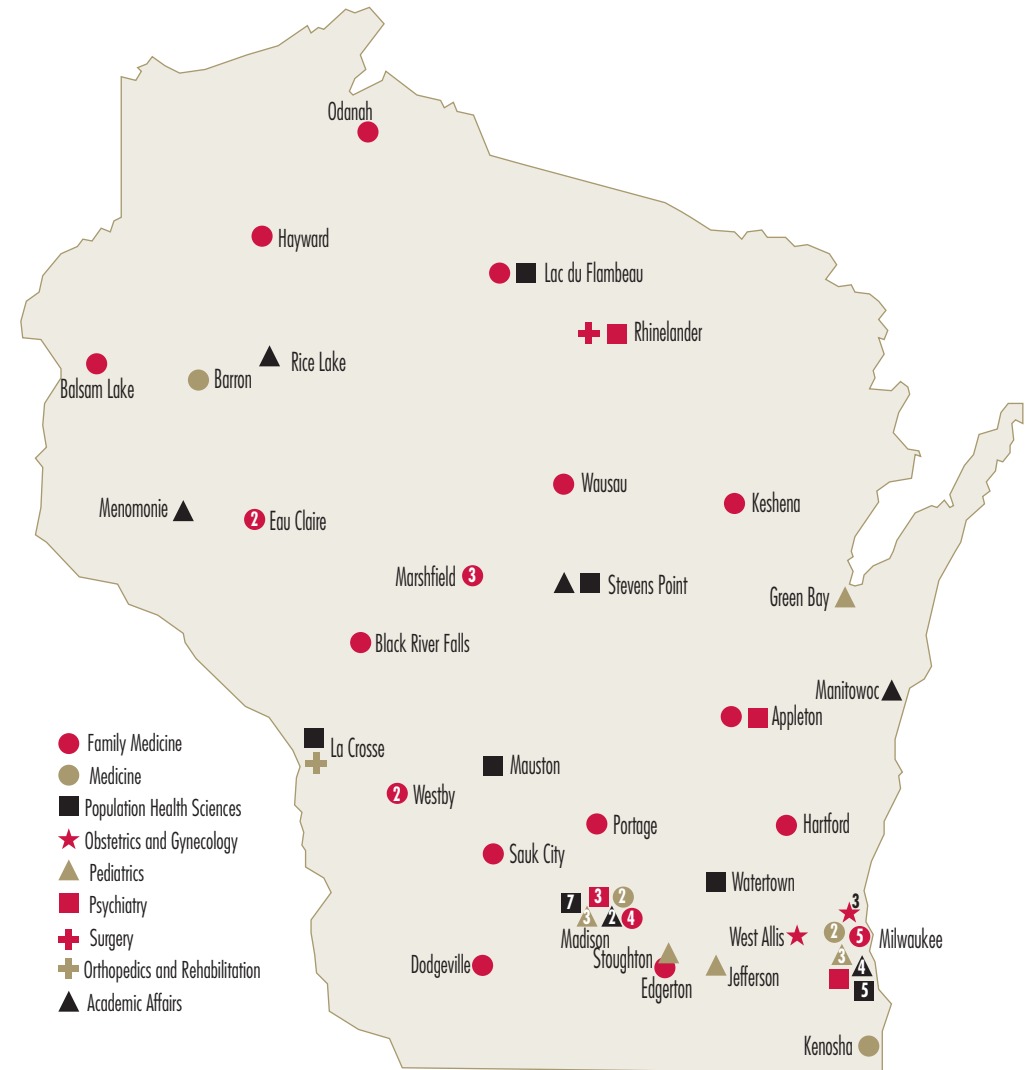 Odanah
Hayward
Lac du Flambeau
Rhinelander
Rice Lake
Balsam Lake
Barron
Wausau
Keshena
Menomonie
2 Eau Claire
Marshfield 3
Stevens Point
Green Bay
Black River Falls
Manitowoc
Appleton
La Crosse
Mauston
2 Westby
Portage
Hartford
Sauk City
Watertown
7 3 2
3 2 4
Madison
Stoughton
Edgerton
Dodgeville
Jefferson
West Allis
3
2 5 Milwaukee
3 4
5
Kenosha
Family Medicine
Medicine
Population Health Sciences
Obstetrics and Gynecology
Pediatrics
Psychiatry
Surgery
Orthopedics and Rehabilitation
Academic Affairs